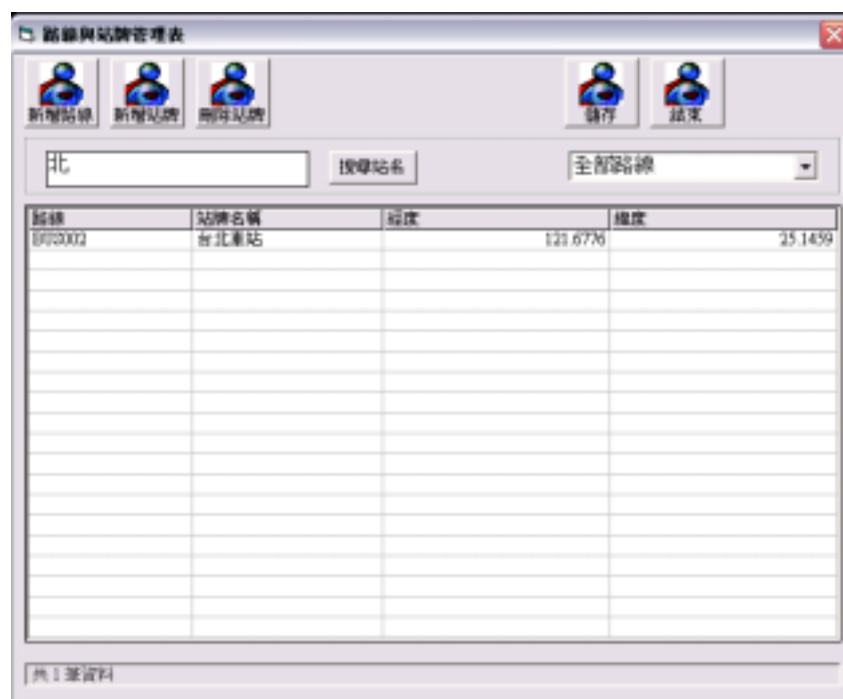 路線與站牌管理表
新增路線 新增站牌 刪除站牌 儲存 結束
北 搜尋站名 全部路線
路線 站牌名稱 經度 緯度
BUS002 台北車站 121.6776 25.1459
共 1 筆資料